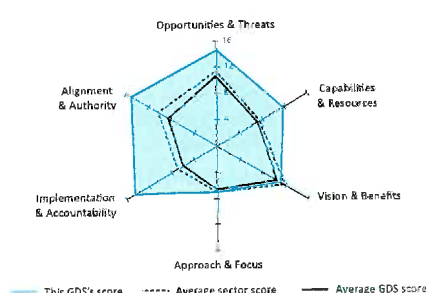 Opportunities & Threats
16
12
4
Alignment
& Authority
Capabilities
& Resources
Implementation
& Accountability
Vision & Benefits
Approach & Focus
This GDS's score
Average sector score
Average GDS score